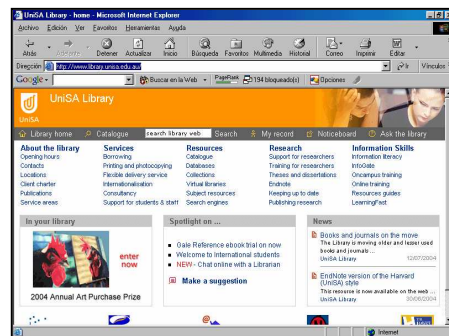 UniSA Library - home - Microsoft Internet Explorer
Archivo Edición Ver Favoritos Herramientas Ayuda
Atrás Adelante Detener Actualizar Inicio Búsqueda Favoritos Multimedia Historial Correo Imprimir Editar
Dirección http://www.library.unisa.edu.au/ Ir Vínculos
Google Buscar en la Web PageRank 194 bloqueado(s) Opciones
UniSA Library
UniSA
Library home Catalogue search library web Search My record Noticeboard Ask the library
About the library Services Resources Research Information Skills
Opening hours Borrowing Catalogue Support for researchers Information literacy
Contacts Printing and photocopying Databases Training for researchers InfoGate
Locations Flexible delivery service Collections Theses and dissertations Oncampus training
Client charter Internationalisation Virtual libraries Endnote Online training
Publications Consultancy Subject resources Keeping up to date Resources guides
Service areas Support for students & staff Search engines Publishing research LearningFast
In your library Spotlight on ... News
enter
now
2004 Annual Art Purchase Prize
Gale Reference ebook trial on now
Welcome to International students
NEW - Chat online with a Librarian
Make a suggestion
Books and journals on the move
The Library is moving older and lesser used
books and journals ...
UniSA Library 12/07/2004
EndNote version of the Harvard
(UniSA) style
This resourse is now available on the web ...
UniSA Library 30/06/2004
Internet